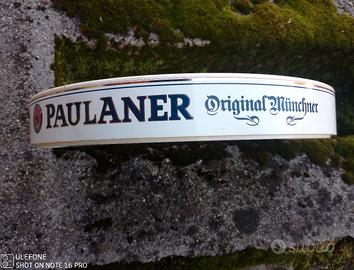 PAULANER Original Münchner
subito
ULEFONE
SHOT ON NOTE 16 PRO